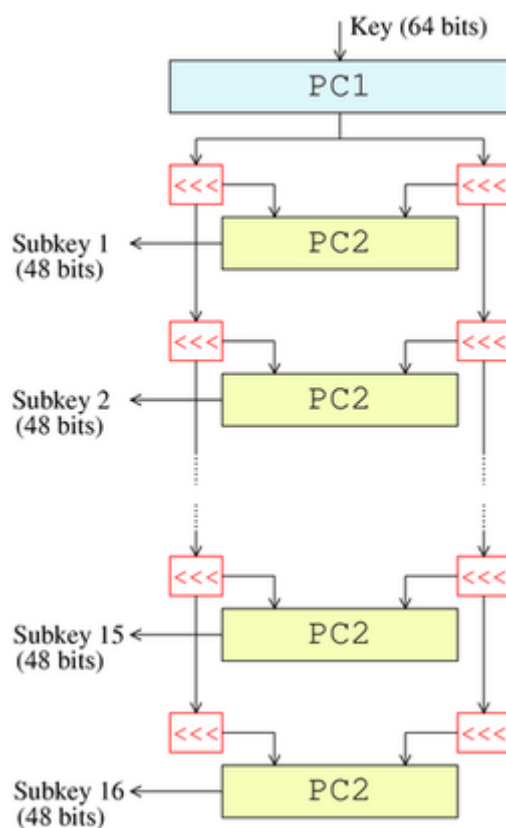 Key (64 bits)
PC1
<<< <<<
PC2
Subkey 1
(48 bits)
<<< <<<
PC2
Subkey 2
(48 bits)
<<< <<<
PC2
Subkey 15
(48 bits)
<<< <<<
PC2
Subkey 16
(48 bits)